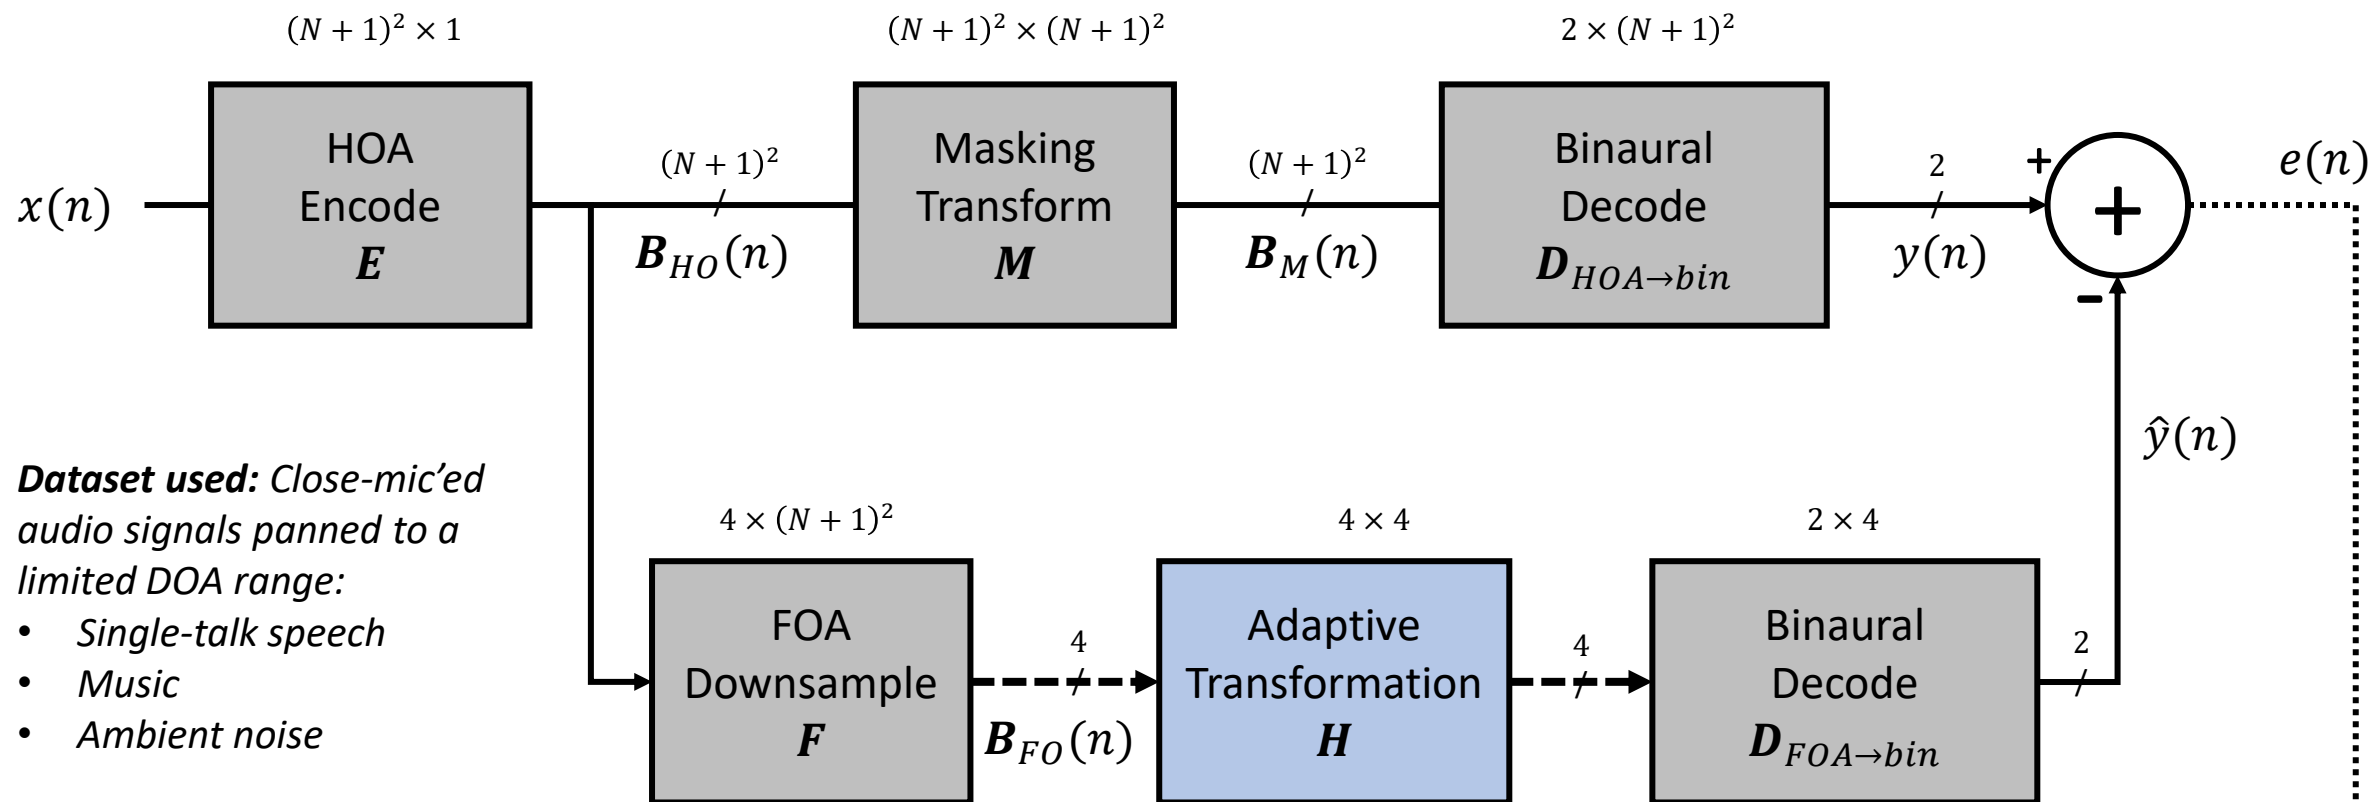 (N + 1)² × 1
(N + 1)² × (N + 1)²
2 × (N + 1)²
x(n)
HOA
Encode
E
(N + 1)²
B_HO(n)
Masking
Transform
M
(N + 1)²
B_M(n)
Binaural
Decode
D_HOA→bin
2
y(n)
+
+
-
e(n)
ŷ(n)
Dataset used: Close-mic’ed
audio signals panned to a
limited DOA range:
• Single-talk speech
• Music
• Ambient noise
4 × (N + 1)²
4 × 4
2 × 4
FOA
Downsample
F
4
B_FO(n)
Adaptive
Transformation
H
4
Binaural
Decode
D_FOA→bin
2